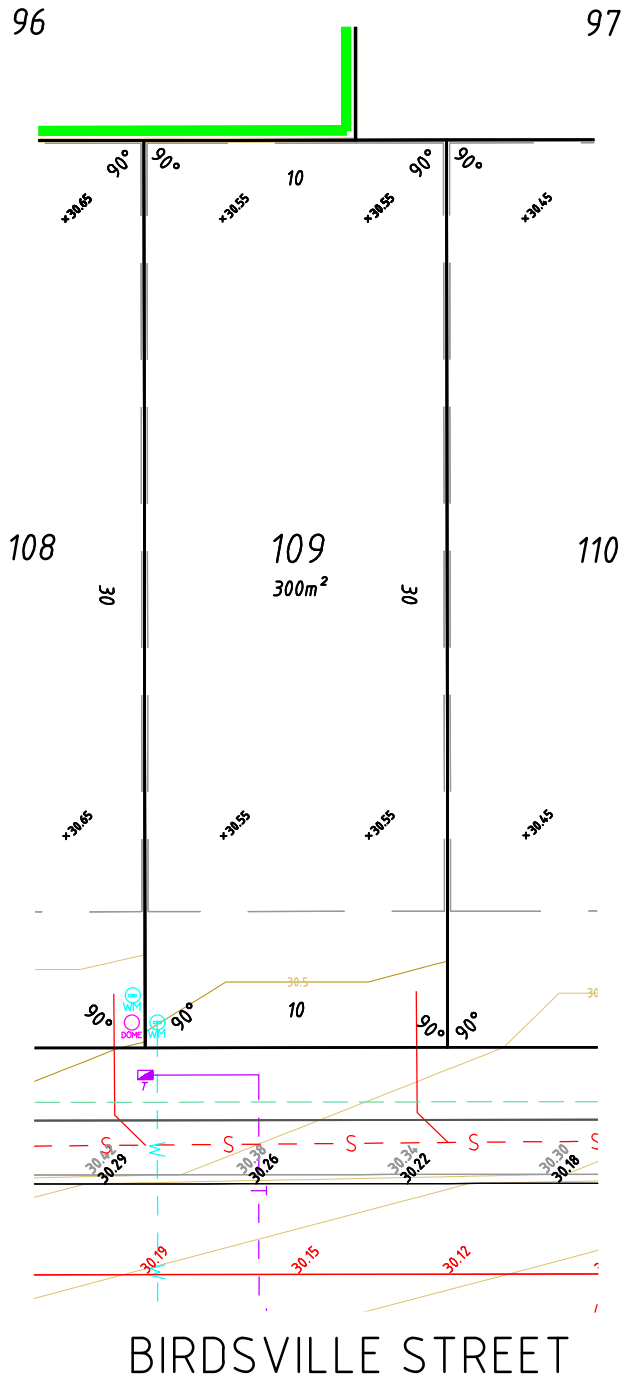 96 97
90° 90° 10 90° 90°
×30.65 ×30.55 ×30.55 ×30.45
108 109 110
300m²
30 30
×30.65 ×30.55 ×30.55 ×30.45
30.5 30
WM
90° 90° 10 90° 90°
DOME WM
T
S S S S S
W
30.42 30.38 30.34 30.30
30.29 30.26 30.22 30.18
T
30.19 30.15 30.12
W
BIRDSVILLE STREET